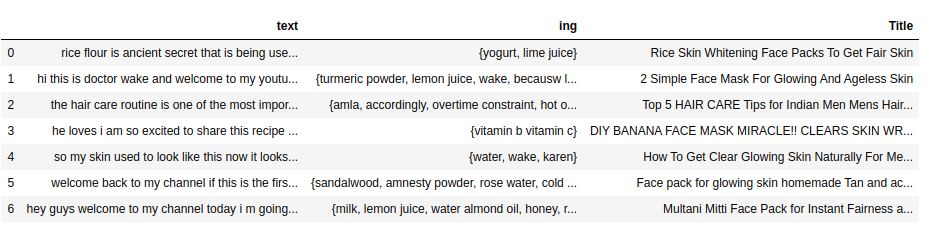 text ing Title
0 rice flour is ancient secret that is being use... {yogurt, lime juice} Rice Skin Whitening Face Packs To Get Fair Skin
1 hi this is doctor wake and welcome to my youtu... {turmeric powder, lemon juice, wake, becausw l... 2 Simple Face Mask For Glowing And Ageless Skin
2 the hair care routine is one of the most impor... {amla, accordingly, overtime constraint, hot o... Top 5 HAIR CARE Tips for Indian Men Mens Hair...
3 he loves i am so excited to share this recipe ... {vitamin b vitamin c} DIY BANANA FACE MASK MIRACLE!! CLEARS SKIN WR...
4 so my skin used to look like this now it looks... {water, wake, karen} How To Get Clear Glowing Skin Naturally For Me...
5 welcome back to my channel if this is the firs... {sandalwood, amnesty powder, rose water, cold ... Face pack for glowing skin homemade Tan and ac...
6 hey guys welcome to my channel today i m going... {milk, lemon juice, water almond oil, honey, r... Multani Mitti Face Pack for Instant Fairness a...